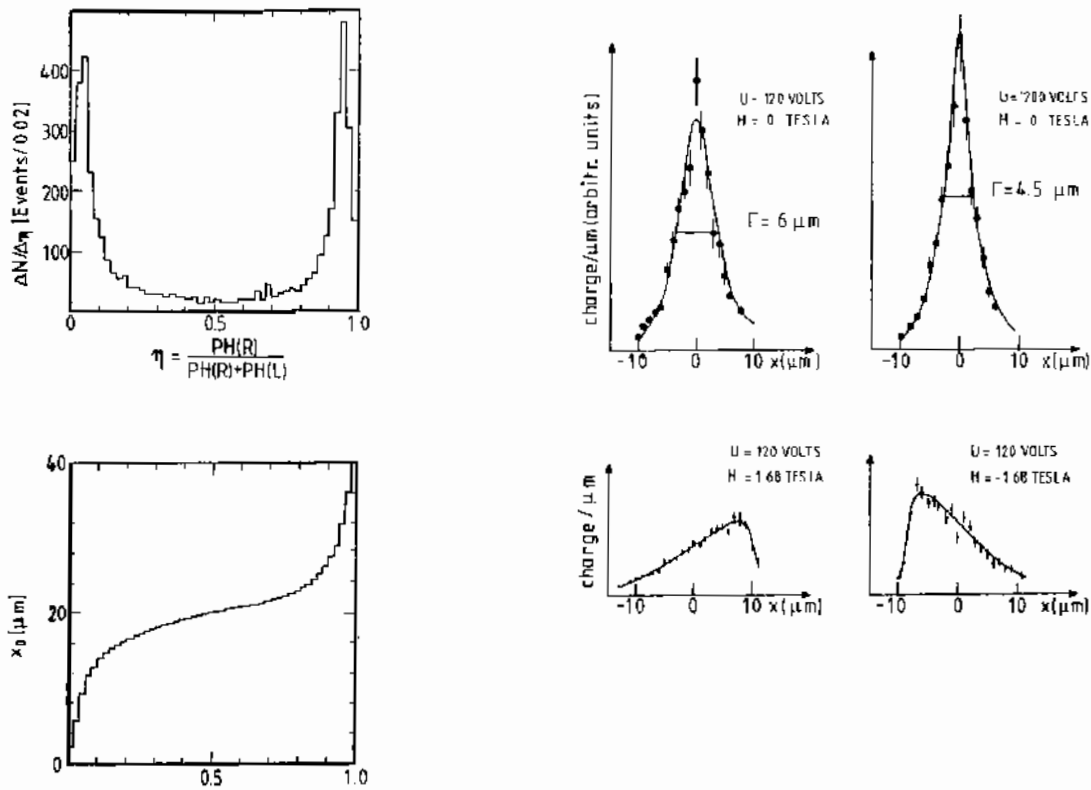 400
300
200
100
ΔN/Δη] Events/0.02]
0
0.5
1.0
η = PH(R)
PH(R)+PH(L)
charge/μm(arbitr. units)
U = 120 VOLTS
H = 0 TESLA
Γ=6 μm
-10
0
10 x(μm)
U = 200 VOLTS
H = 0 TESLA
Γ=4.5 μm
-10
0
10
x(μm)
40
20
0
x₀ [μm]
0.5
1.0
charge/μm
U = 120 VOLTS
H = 1.68 TESLA
-10
0
10 x(μm)
U = 120 VOLTS
H = -1.68 TESLA
-10
0
10
x(μm)